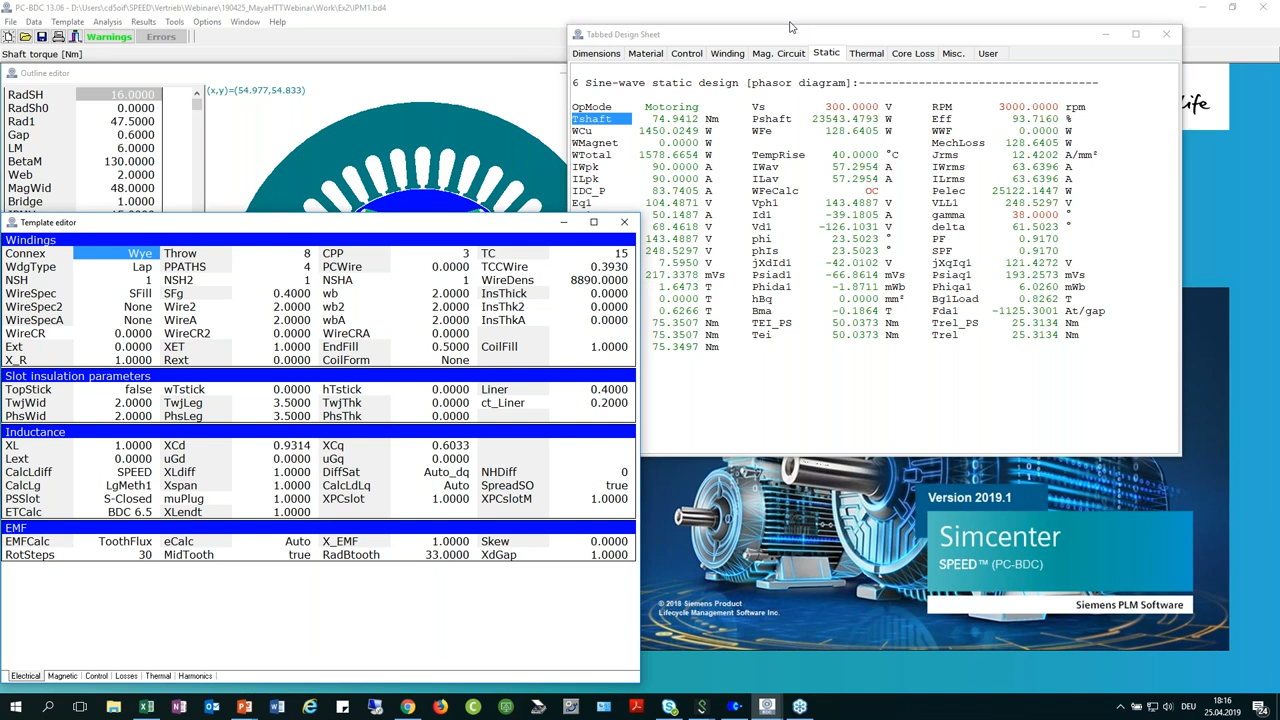 PC-BDC 13.06 - D:\Users\cd5oif\SPEED\Vertrieb\Webinare\190425_MayaHTTWebinar\Work\Ex2\IPM1.bd4
File Data Template Analysis Results Tools Options Window Help
Warnings Errors
Shaft torque [Nm]
Outline editor
RadSH 16.0000
RadSh0 0.0000
Rad1 47.5000
Gap 0.6000
LM 6.0000
BetaM 130.0000
Web 2.0000
MagWid 48.0000
Bridge 1.0000
(x,y)=(54.977,54.833)
Tabbed Design Sheet
Dimensions Material Control Winding Mag. Circuit Static Thermal Core Loss Misc. User
6 Sine-wave static design [phasor diagram]:----------------------------------
OpMode Motoring Vs 300.0000 V RPM 3000.0000 rpm
Tshaft 74.9412 Nm Pshaft 23543.4793 W Eff 93.7160 %
WCu 1450.0249 W WFe 128.6405 W WWF 0.0000 W
WMagnet 0.0000 W MechLoss 128.6405 W
WTotal 1578.6654 W TempRise 40.0000 °C Jrms 12.4202 A/mm²
IWpk 90.0000 A IWav 57.2954 A IWrms 63.6396 A
ILpk 90.0000 A ILav 57.2954 A ILrms 63.6396 A
IDC_P 83.7405 A WFeCalc OC Pelec 25122.1447 W
Eq1 104.4871 V Vph1 143.4887 V VLL1 248.5297 V
50.1487 A Id1 -39.1805 A gamma 38.0000 °
68.4618 V Vd1 -126.1031 V delta 61.5023 °
143.4887 V phi 23.5023 ° PF 0.9170
248.5297 V phIs 23.5023 ° SPF 0.9170
7.5950 V jXdId1 -42.0102 V jXqIq1 121.4272 V
217.3378 mVs Psiad1 -66.8614 mVs Psiaq1 193.2573 mVs
1.6473 T Phida1 -1.8711 mWb Phiqa1 6.0260 mWb
0.0000 T hBq 0.0000 mm² Bg1Load 0.8262 T
0.6266 T Bma -0.1864 T Fda1 -1125.3001 At/gap
75.3507 Nm TEI_PS 50.0373 Nm Trel_PS 25.3134 Nm
75.3507 Nm Tei 50.0373 Nm Trel 25.3134 Nm
75.3497 Nm
Template editor
Windings
Connex Wye Throw 8 CPP 3 TC 15
WdgType Lap PPATHS 4 PCWire 0.0000 TCCWire 0.3930
NSH 1 NSH2 1 NSHA 1 WireDens 8890.0000
WireSpec SFill SFg 0.4000 wb 2.0000 InsThick 0.0000
WireSpec2 None Wire2 2.0000 wb2 2.0000 InsThk2 0.0000
WireSpecA None WireA 2.0000 wbA 2.0000 InsThkA 0.0000
WireCR 0.0000 WireCR2 0.0000 WireCRA 0.0000
Ext 0.0000 XET 1.0000 EndFill 0.5000 CoilFill 1.0000
X_R 1.0000 Rext 0.0000 CoilForm None
Slot insulation parameters
TopStick false wTstick 0.0000 hTstick 0.0000 Liner 0.4000
TwjWid 2.0000 TwjLeg 3.5000 TwjThk 0.0000 ct_Liner 0.2000
PhsWid 2.0000 PhsLeg 3.5000 PhsThk 0.0000
Inductance
XL 1.0000 XCd 0.9314 XCq 0.6033
Lext 0.0000 uGd 0.0000 uGq 0.0000
CalcLdiff SPEED XLdiff 1.0000 DiffSat Auto_dq NHDiff 0
CalcLg LgMeth1 Xspan 1.0000 CalcLdLq Auto SpreadSO true
PSSlot S-Closed muPlug 1.0000 XPCslot 1.0000 XPCslotM 1.0000
ETCalc BDC 6.5 XLendt 1.0000
EMF
EMFCalc ToothFlux eCalc Auto X_EMF 1.0000 Skew 0.0000
RotSteps 30 MidTooth true RadBtooth 33.0000 XdGap 1.0000
Electrical Magnetic Control Losses Thermal Harmonics
Version 2019.1
Simcenter
SPEED™ (PC-BDC)
Siemens PLM Software
© 2018 Siemens Product
Lifecycle Management Software Inc.
DEU
18:16
25.04.2019
24